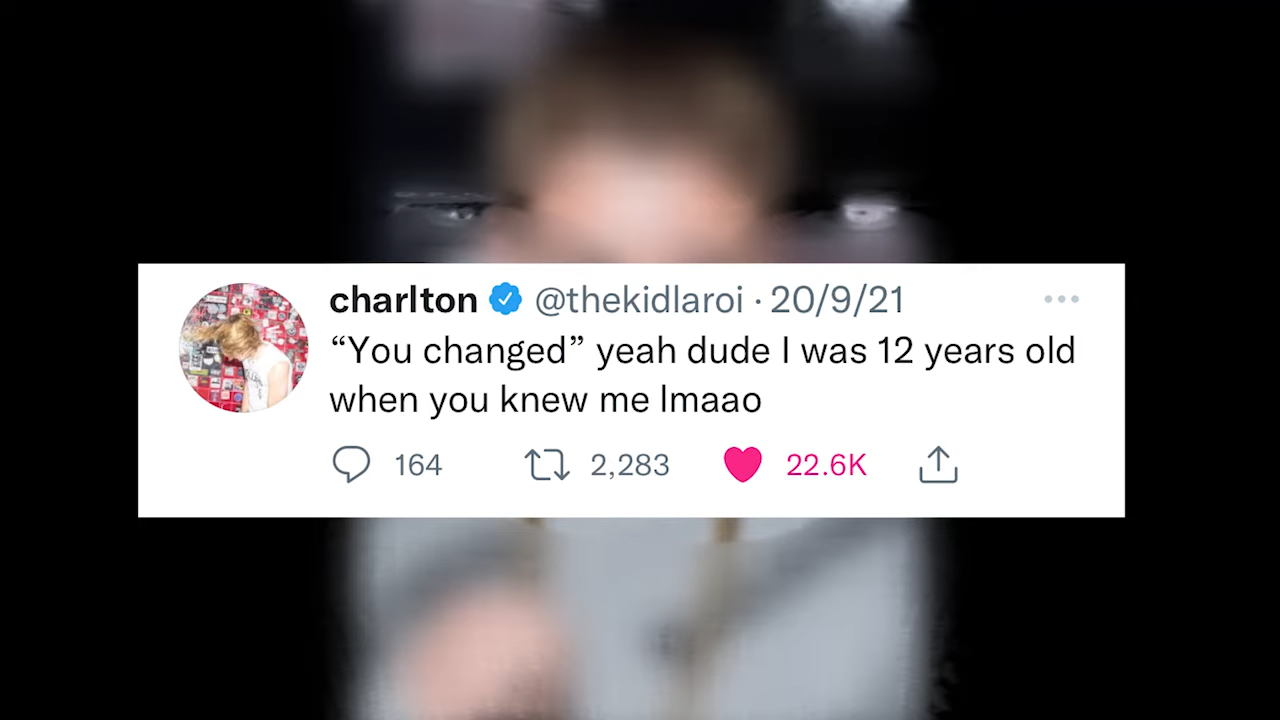 charlton @thekidlaroi · 20/9/21
“You changed” yeah dude I was 12 years old
when you knew me lmaao
164 2,283 22.6K